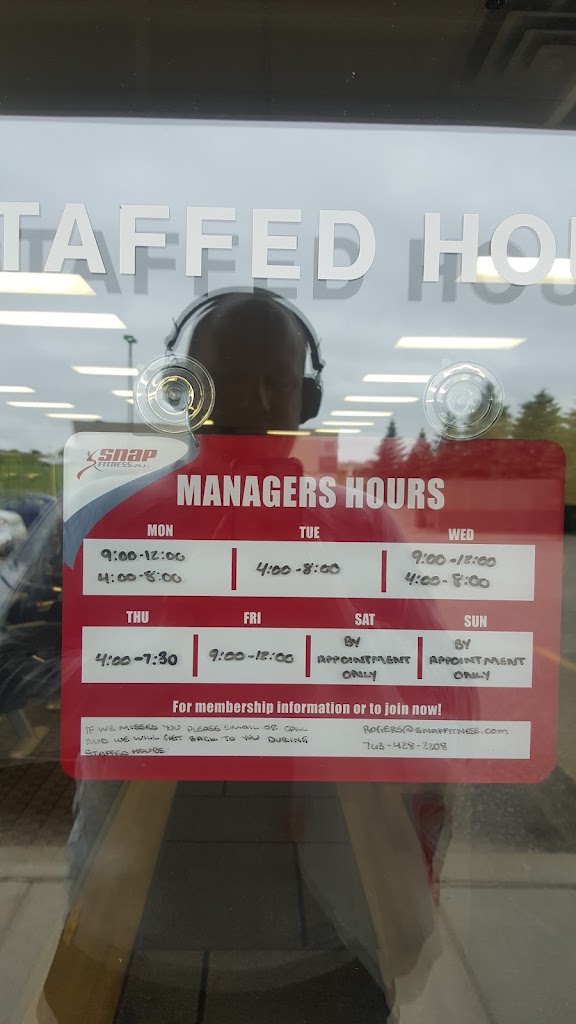 TAFFED HOU
snap
FITNESS 24-7
MANAGERS HOURS
MON TUE WED
9:00-12:00 4:00-8:00 9:00-12:00
4:00-8:00 4:00-8:00
THU FRI SAT SUN
4:00-7:30 9:00-12:00 BY APPOINTMENT ONLY BY APPOINTMENT ONLY
For membership information or to join now!
IF WE MISSED YOU PLEASE EMAIL OR CALL ROGERS@SNAPFITNESS.COM
AND WE WILL GET BACK TO YOU DURING 763-428-2208
STAFFED HOURS.